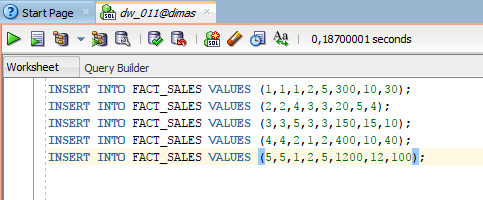 Start Page
dw_011@dimas
0,18700001 seconds
Worksheet
Query Builder
INSERT INTO FACT_SALES VALUES (1,1,1,2,5,300,10,30);
INSERT INTO FACT_SALES VALUES (2,2,4,3,3,20,5,4);
INSERT INTO FACT_SALES VALUES (3,3,5,3,3,150,15,10);
INSERT INTO FACT_SALES VALUES (4,4,2,1,2,400,10,40);
INSERT INTO FACT_SALES VALUES (5,5,1,2,5,1200,12,100);